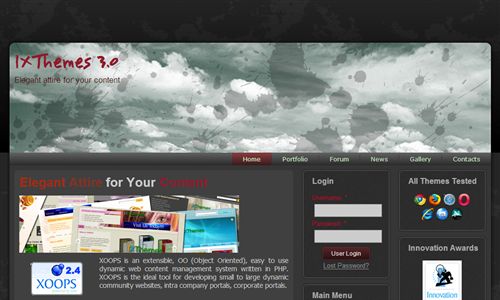 IXThemes 3.0
Elegant attire for your content
Home Portfolio Forum News Gallery Contacts
Elegant Attire for Your Content
XOOPS 2.4
XOOPS is an extensible, OO (Object Oriented), easy to use
dynamic web content management system written in PHP.
XOOPS is the ideal tool for developing small to large dynamic
community websites, intra company portals, corporate portals.
Login
Username: *
Password: *
User Login
Lost Password?
Main Menu
All Themes Tested
Innovation Awards
Innovation